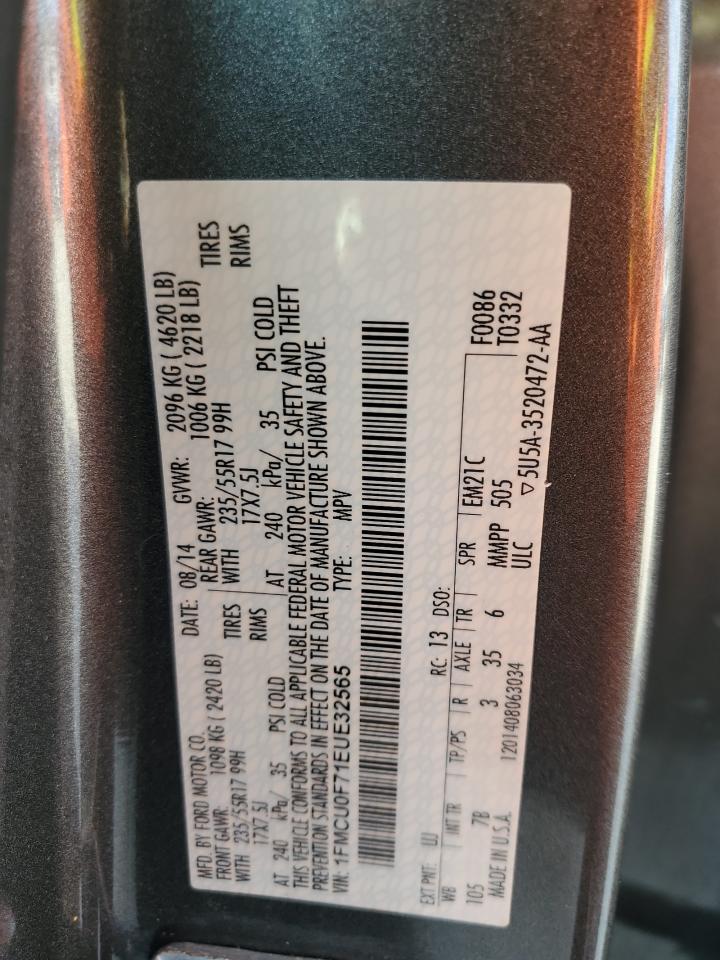 MFD. BY FORD MOTOR CO.
DATE: 08/14 GVWR: 2096 KG ( 4620 LB)
FRONT GAWR: 1098 KG ( 2420 LB)
REAR GAWR: 1006 KG ( 2218 LB)
WITH 235/55R17 99H TIRES
WITH 235/55R17 99H TIRES
17X7.5J RIMS
17X7.5J RIMS
AT 240 kPa/ 35 PSI COLD
AT 240 kPa/ 35 PSI COLD
THIS VEHICLE CONFORMS TO ALL APPLICABLE FEDERAL MOTOR VEHICLE SAFETY AND THEFT
PREVENTION STANDARDS IN EFFECT ON THE DATE OF MANUFACTURE SHOWN ABOVE.
VIN: 1FMCU0F71EUE32565 TYPE: MPV
EXT PNT: UJ RC: 13 DSO:
WB INT TR TP/PS R AXLE TR SPR EM21C F0086
105 7B 3 35 6 MMPP 505 T0332
MADE IN U.S.A. 1201408063034 ULC ▽5U5A-3520472-AA